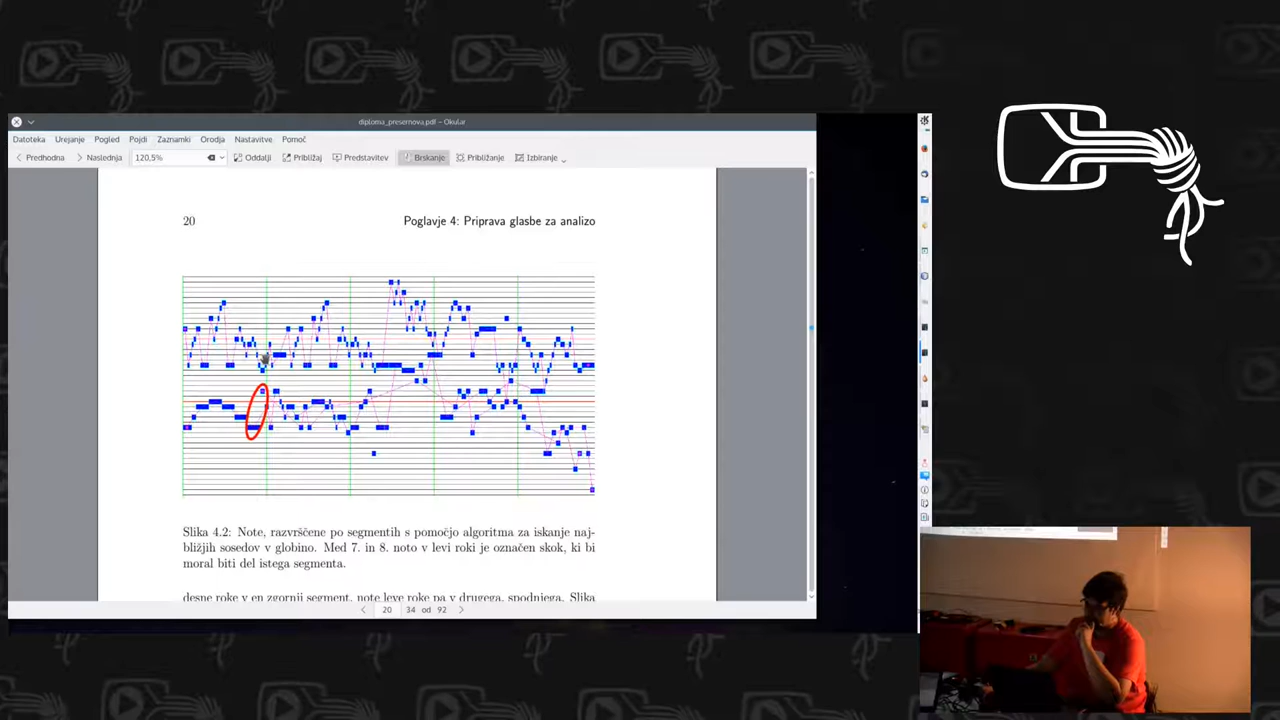 diploma_presernova.pdf – Okular
Datoteka Urejanje Pogled Pojdi Zaznamki Orodja Nastavitve Pomoč
Predhodna Naslednja 120,5% Oddalji Približaj Predstavitev Brskanje Približanje Izbiranje
20 Poglavje 4: Priprava glasbe za analizo
Slika 4.2: Note, razvrščene po segmentih s pomočjo algoritma za iskanje naj-
bližjih sosedov v globino. Med 7. in 8. noto v levi roki je označen skok, ki bi
moral biti del istega segmenta.
desne roke v en zgornji segment, note leve roke pa v drugega, spodnjega. Slika
20 34 od 92